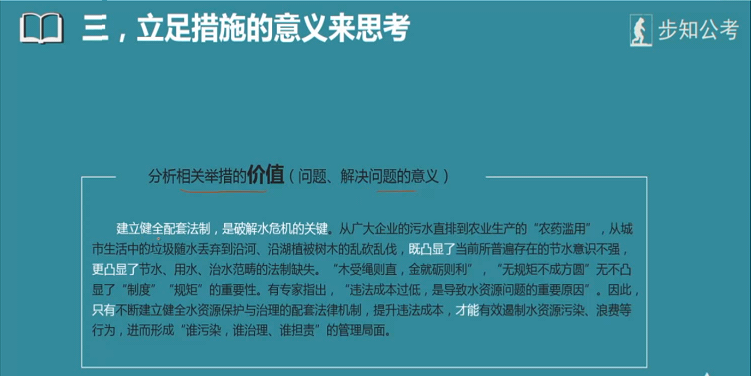 三，立足措施的意义来思考
步知公考
分析相关举措的价值（问题、解决问题的意义）
建立健全配套法制，是破解水危机的关键。从广大企业的污水直排到农业生产的“农药滥用”，从城
市生活中的垃圾随水丢弃到沿河、沿湖植被树木的乱砍乱伐，既凸显了当前所普遍存在的节水意识不强，
更凸显了节水、用水、治水范畴的法制缺失。“木受绳则直，金就砺则利”，“无规矩不成方圆”无不凸
显了“制度”“规矩”的重要性。有专家指出，“违法成本过低，是导致水资源问题的重要原因”。因此，
只有不断建立健全水资源保护与治理的配套法律机制，提升违法成本，才能有效遏制水资源污染、浪费等
行为，进而形成“谁污染，谁治理、谁担责”的管理局面。